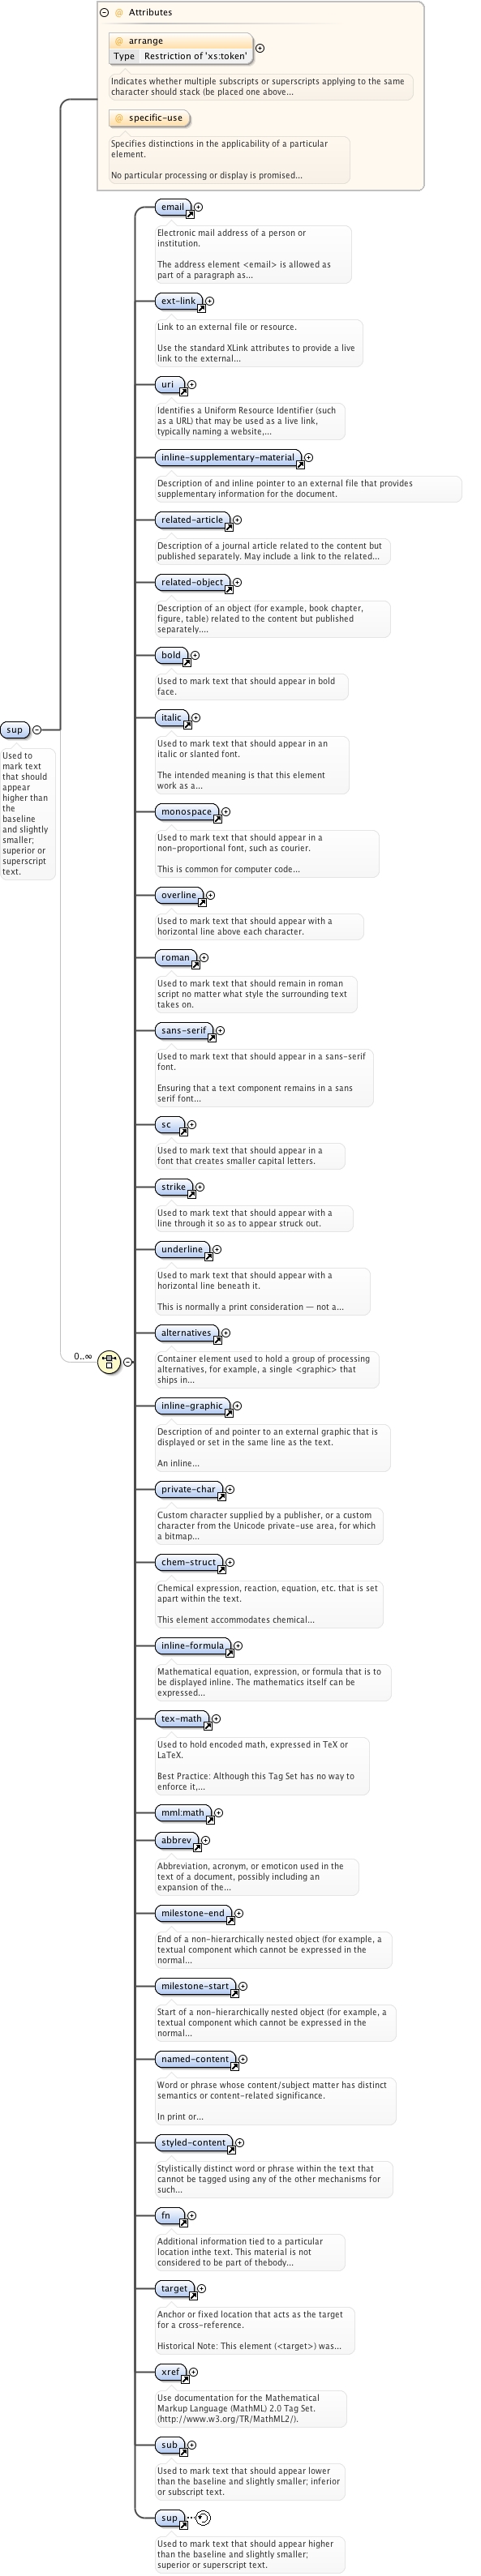 Attributes
arrange
Type Restriction of 'xs:token'
Indicates whether multiple subscripts or superscripts applying to the same
character should stack (be placed one above...
specific-use
Specifies distinctions in the applicability of a particular
element.
No particular processing or display is promised...
email
Electronic mail address of a person or
institution.
The address element <email> is allowed as
part of a paragraph as...
ext-link
Link to an external file or resource.
Use the standard XLink attributes to provide a live
link to the external...
uri
Identifies a Uniform Resource Identifier (such
as a URL) that may be used as a live link,
typically naming a website,...
inline-supplementary-material
Description of and inline pointer to an external file that provides
supplementary information for the document.
related-article
Description of a journal article related to the content but
published separately. May include a link to the related...
related-object
Description of an object (for example, book chapter,
figure, table) related to the content but published
separately....
bold
Used to mark text that should appear in bold
face.
italic
Used to mark text that should appear in an
italic or slanted font.
The intended meaning is that this element
work as a...
sup
Used to
mark text
that should
appear
higher than
the
baseline
and slightly
smaller;
superior or
superscript
text.
monospace
Used to mark text that should appear in a
non-proportional font, such as courier.
This is common for computer code...
overline
Used to mark text that should appear with a
horizontal line above each character.
roman
Used to mark text that should remain in roman
script no matter what style the surrounding text
takes on.
sans-serif
Used to mark text that should appear in a sans-serif
font.
Ensuring that a text component remains in a sans
serif font...
sc
Used to mark text that should appear in a
font that creates smaller capital letters.
strike
Used to mark text that should appear with a
line through it so as to appear struck out.
underline
Used to mark text that should appear with a
horizontal line beneath it.
This is normally a print consideration — not a...
alternatives
0..∞
Container element used to hold a group of processing
alternatives, for example, a single <graphic> that
ships in...
inline-graphic
Description of and pointer to an external graphic that is
displayed or set in the same line as the text.
An inline...
private-char
Custom character supplied by a publisher, or a custom
character from the Unicode private-use area, for which
a bitmap...
chem-struct
Chemical expression, reaction, equation, etc. that is set
apart within the text.
This element accommodates chemical...
inline-formula
Mathematical equation, expression, or formula that is to
be displayed inline. The mathematics itself can be
expressed...
tex-math
Used to hold encoded math, expressed in TeX or
LaTeX.
Best Practice: Although this Tag Set has no way to
enforce it,...
mml:math
abbrev
Abbreviation, acronym, or emoticon used in the
text of a document, possibly including an
expansion of the...
milestone-end
End of a non-hierarchically nested object (for example, a
textual component which cannot be expressed in the
normal...
milestone-start
Start of a non-hierarchically nested object (for example, a
textual component which cannot be expressed in the
normal...
named-content
Word or phrase whose content/subject matter has distinct
semantics or content-related significance.
In print or...
styled-content
Stylistically distinct word or phrase within the text that
cannot be tagged using any of the other mechanisms for
such...
fn
Additional information tied to a particular
location inthe text. This material is not
considered to be part of thebody...
target
Anchor or fixed location that acts as the target
for a cross-reference.
Historical Note: This element (<target>) was...
xref
Use documentation for the Mathematical
Markup Language (MathML) 2.0 Tag Set.
(http://www.w3.org/TR/MathML2/).
sub
Used to mark text that should appear lower
than the baseline and slightly smaller; inferior
or subscript text.
sup
Used to mark text that should appear higher
than the baseline and slightly smaller;
superior or superscript text.